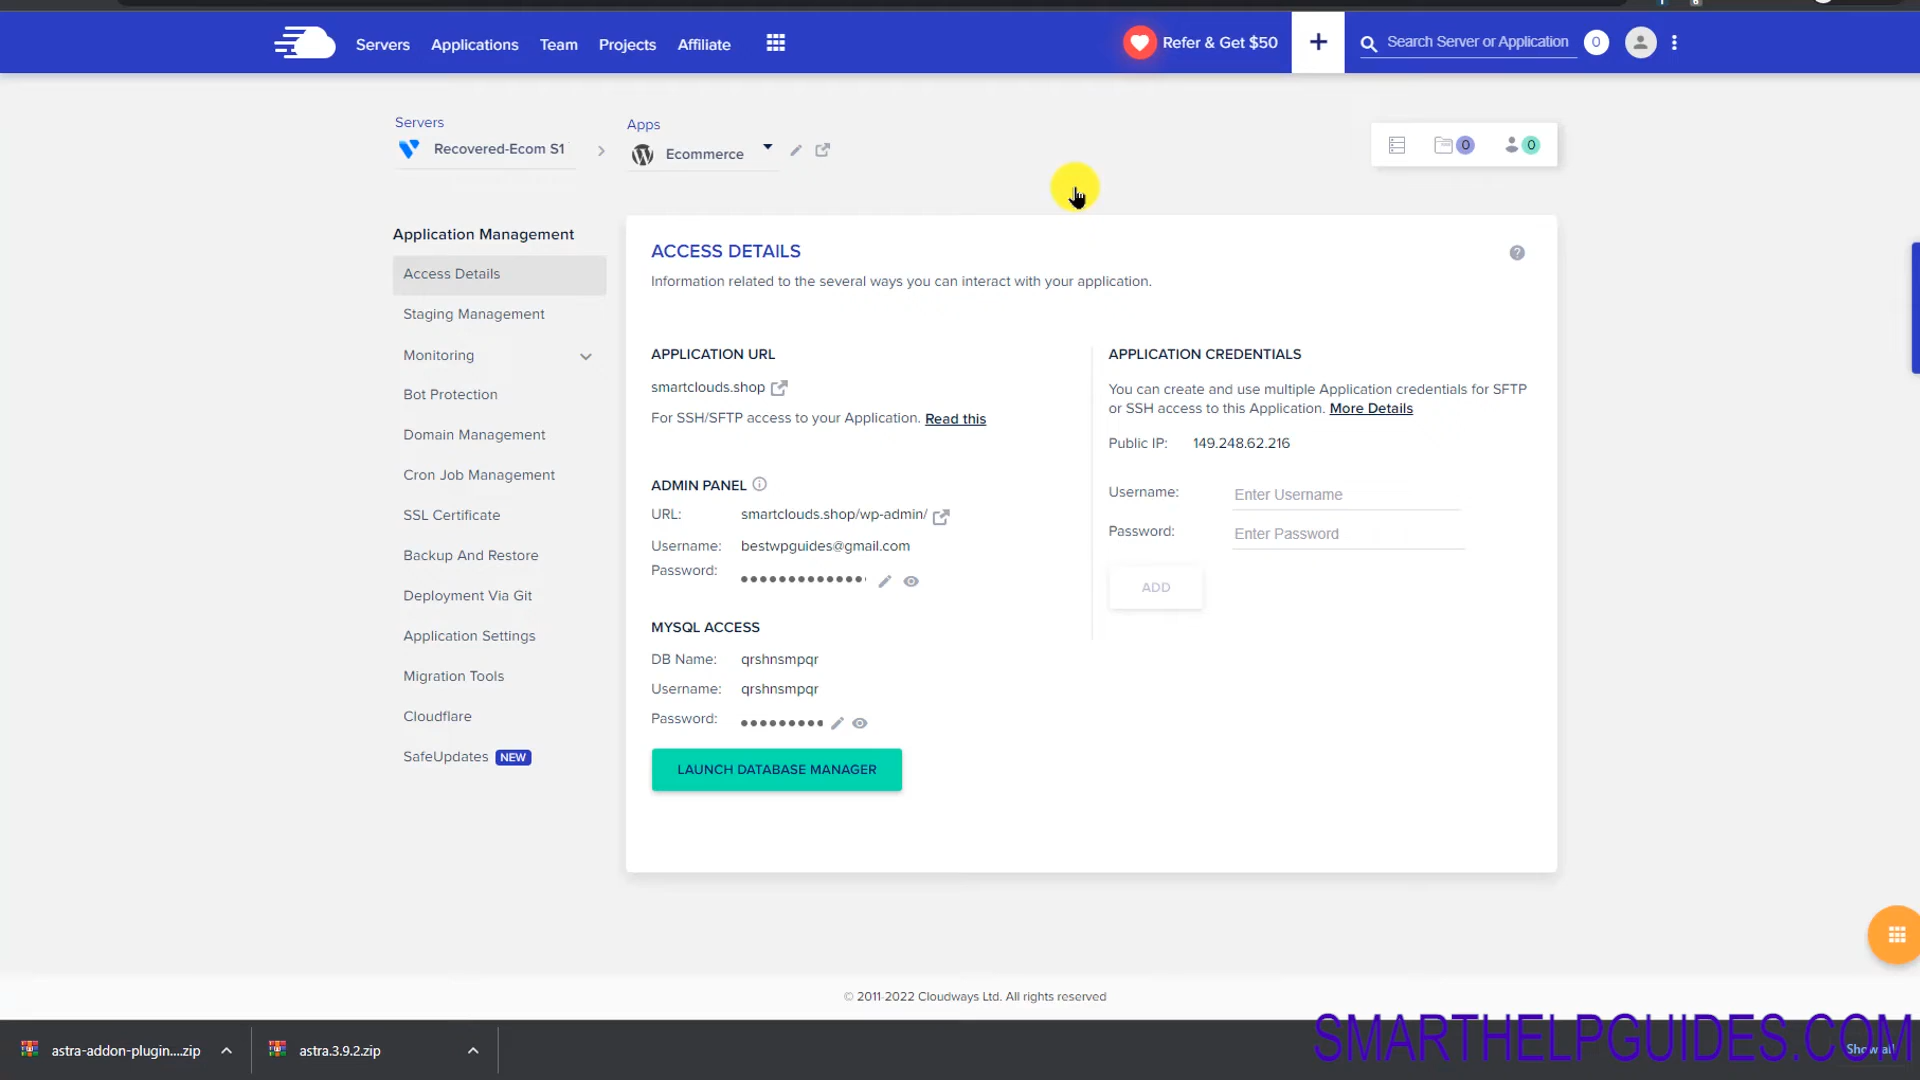 Servers Applications Team Projects Affiliate
Refer & Get $50
+
Search Server or Application
0
Servers
Recovered-Ecom S1
Apps
Ecommerce
0
0
Application Management
Access Details
Staging Management
Monitoring
Bot Protection
Domain Management
Cron Job Management
SSL Certificate
Backup And Restore
Deployment Via Git
Application Settings
Migration Tools
Cloudflare
SafeUpdates NEW
ACCESS DETAILS
?
Information related to the several ways you can interact with your application.
APPLICATION URL
smartclouds.shop
For SSH/SFTP access to your Application. Read this
ADMIN PANEL
URL: smartclouds.shop/wp-admin/
Username: bestwpguides@gmail.com
Password: ••••••••••••••
MYSQL ACCESS
DB Name: qrshnsmpqr
Username: qrshnsmpqr
Password: •••••••••
LAUNCH DATABASE MANAGER
APPLICATION CREDENTIALS
You can create and use multiple Application credentials for SFTP
or SSH access to this Application. More Details
Public IP: 149.248.62.216
Username: Enter Username
Password: Enter Password
ADD
© 2011-2022 Cloudways Ltd. All rights reserved
astra-addon-plugin....zip
astra.3.9.2.zip
Show all
SMARTHELPGUIDES.COM